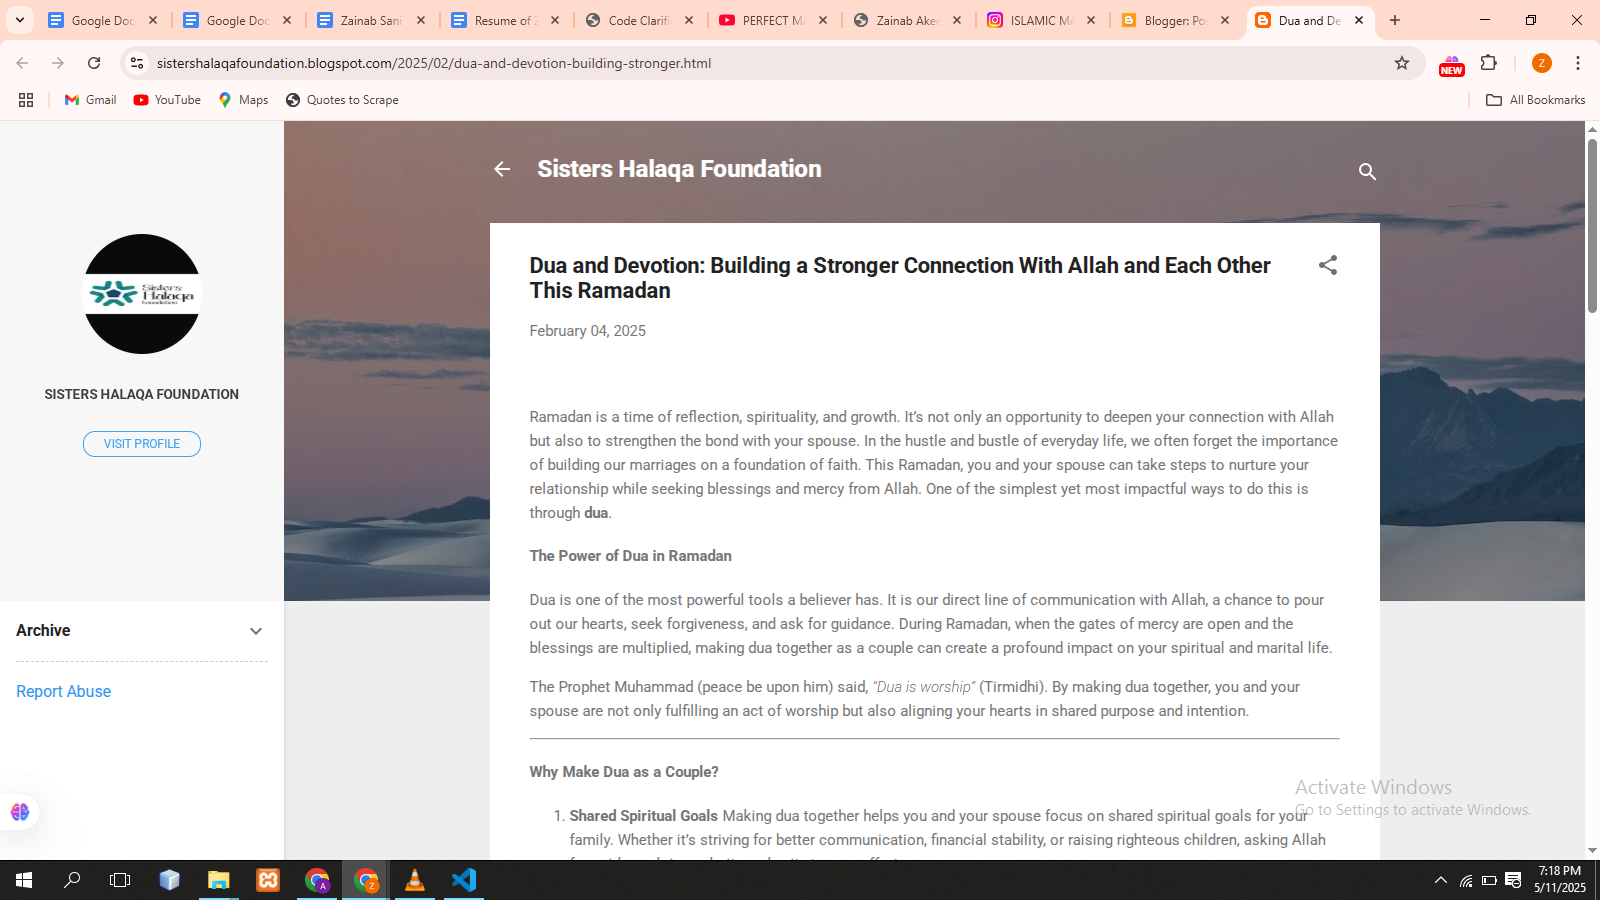 Google Doc
Google Doc
Zainab Sani
Resume of Z
Code Clarifi
PERFECT MA
Zainab Akee
ISLAMIC MA
Blogger: Po
Dua and De
sistershalaqafoundation.blogspot.com/2025/02/dua-and-devotion-building-stronger.html
NEW
Z
Gmail
YouTube
Maps
Quotes to Scrape
All Bookmarks
Sisters Halaqa Foundation
Sisters
Halaqa
Foundation
SISTERS HALAQA FOUNDATION
VISIT PROFILE
Archive
Report Abuse
Dua and Devotion: Building a Stronger Connection With Allah and Each Other
This Ramadan
February 04, 2025
Ramadan is a time of reflection, spirituality, and growth. It’s not only an opportunity to deepen your connection with Allah
but also to strengthen the bond with your spouse. In the hustle and bustle of everyday life, we often forget the importance
of building our marriages on a foundation of faith. This Ramadan, you and your spouse can take steps to nurture your
relationship while seeking blessings and mercy from Allah. One of the simplest yet most impactful ways to do this is
through dua.
The Power of Dua in Ramadan
Dua is one of the most powerful tools a believer has. It is our direct line of communication with Allah, a chance to pour
out our hearts, seek forgiveness, and ask for guidance. During Ramadan, when the gates of mercy are open and the
blessings are multiplied, making dua together as a couple can create a profound impact on your spiritual and marital life.
The Prophet Muhammad (peace be upon him) said, “Dua is worship” (Tirmidhi). By making dua together, you and your
spouse are not only fulfilling an act of worship but also aligning your hearts in shared purpose and intention.
Why Make Dua as a Couple?
1. Shared Spiritual Goals Making dua together helps you and your spouse focus on shared spiritual goals for your
family. Whether it’s striving for better communication, financial stability, or raising righteous children, asking Allah
Activate Windows
Go to Settings to activate Windows.
A
Z
7:18 PM
5/11/2025